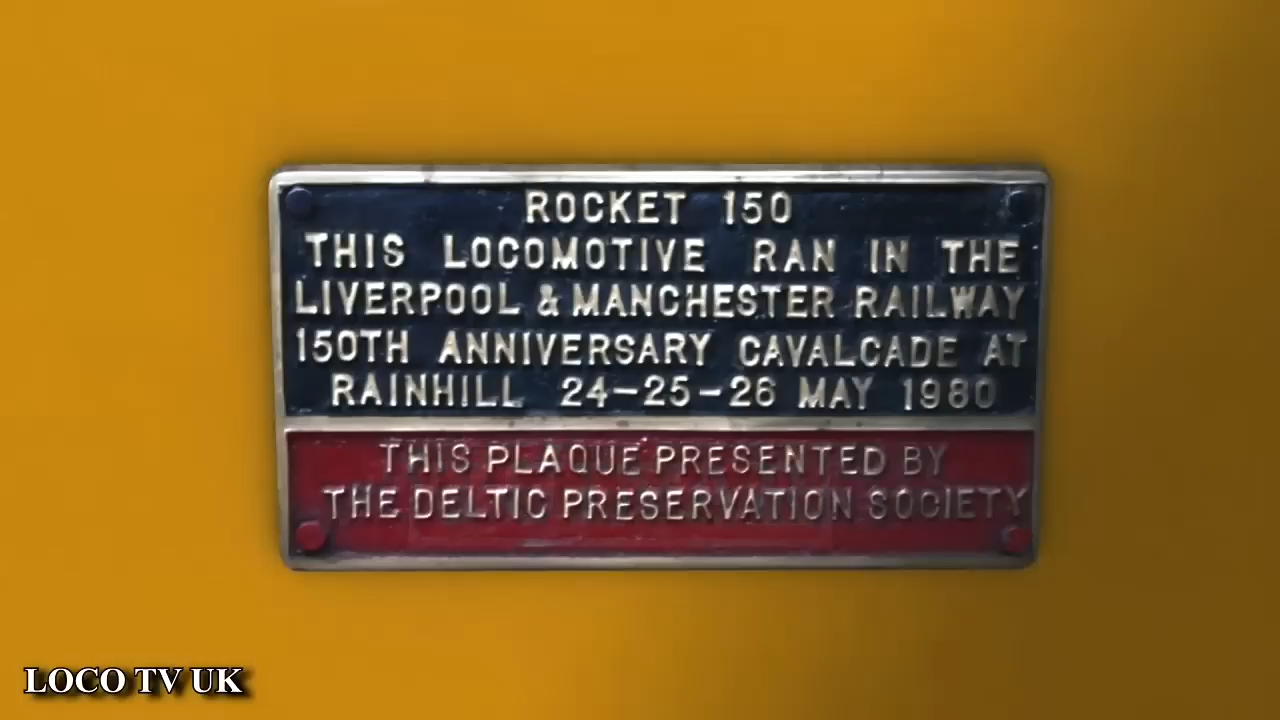 ROCKET 150
THIS LOCOMOTIVE RAN IN THE
LIVERPOOL & MANCHESTER RAILWAY
150TH ANNIVERSARY CAVALCADE AT
RAINHILL 24-25-26 MAY 1980
THIS PLAQUE PRESENTED BY
THE DELTIC PRESERVATION SOCIETY
LOCO TV UK